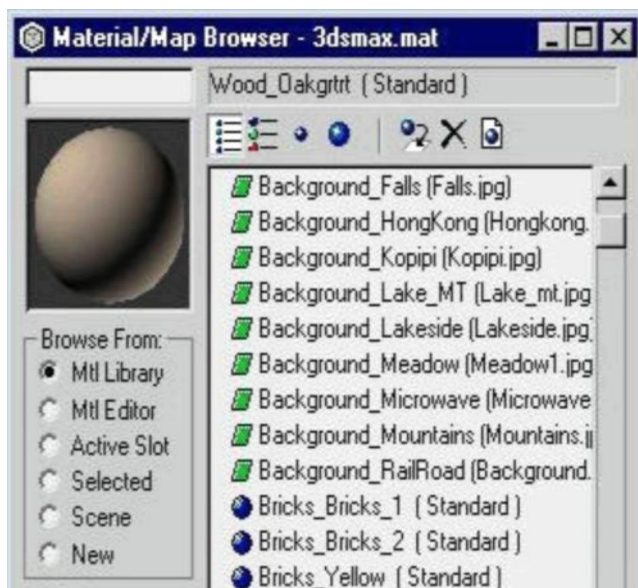 Material/Map Browser - 3dsmax.mat
Wood_Oakgrtrt ( Standard )
Background_Falls (Falls.jpg)
Background_HongKong (Hongkong.
Background_Kopipi (Kopipi.jpg)
Background_Lake_MT (Lake_mt.jpg
Background_Lakeside (Lakeside.jpg
Background_Meadow (Meadow1.jpg
Background_Microwave (Microwave
Background_Mountains (Mountains.j
Background_RailRoad (Background.
Bricks_Bricks_1 ( Standard )
Bricks_Bricks_2 ( Standard )
Bricks_Yellow ( Standard )
Browse From:
Mtl Library
Mtl Editor
Active Slot
Selected
Scene
New